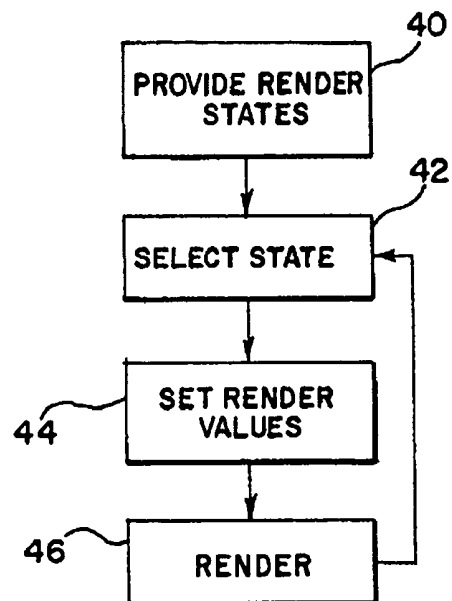 40
PROVIDE RENDER
STATES
42
SELECT STATE
44
SET RENDER
VALUES
46
RENDER